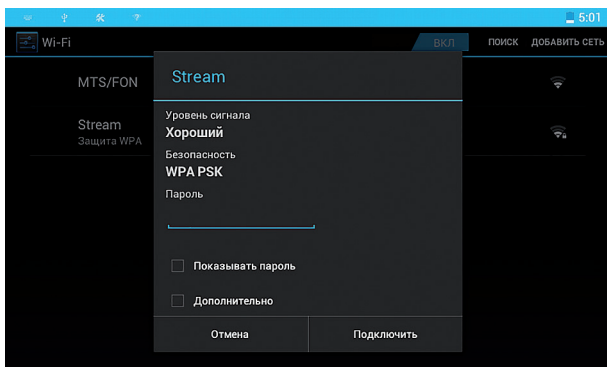 5:01
Wi-Fi
ВКЛ
ПОИСК
ДОБАВИТЬ СЕТЬ
MTS/FON
Stream
Защита WPA
Stream
Уровень сигнала
Хороший
Безопасность
WPA PSK
Пароль
Показывать пароль
Дополнительно
Отмена
Подключить